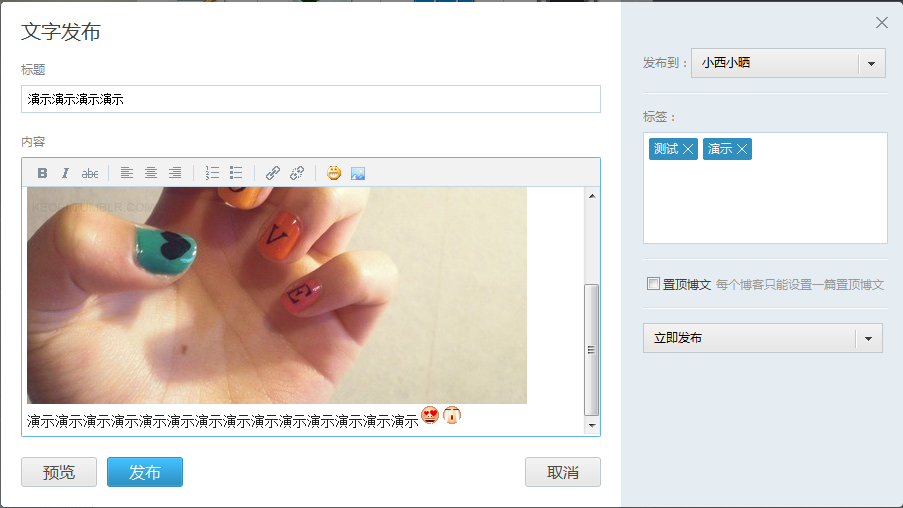 文字发布
标题
演示演示演示演示
内容
B I abc
KEOS.TUMBLR.COM
V
E
演示演示演示演示演示演示演示演示演示演示演示演示演示演示
预览 发布 取消
发布到： 小西小晒
标签：
测试 演示
置顶博文 每个博客只能设置一篇置顶博文
立即发布